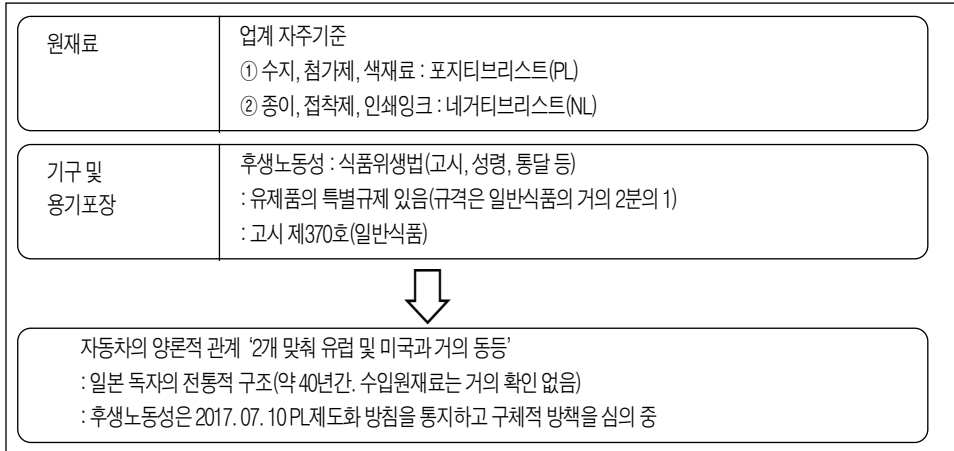 원재료
업계 자주기준
① 수지, 첨가제, 색재료 : 포지티브리스트(PL)
② 종이, 접착제, 인쇄잉크 : 네거티브리스트(NL)
기구 및
용기포장
후생노동성 : 식품위생법(고시, 성령, 통달 등)
: 유제품의 특별규제 있음(규격은 일반식품의 거의 2분의 1)
: 고시 제370호(일반식품)
자동차의 양론적 관계 ‘2개 맞춰 유럽 및 미국과 거의 동등’
: 일본 독자의 전통적 구조(약 40년간. 수입원재료는 거의 확인 없음)
: 후생노동성은 2017. 07. 10 PL제도화 방침을 통지하고 구체적 방책을 심의 중